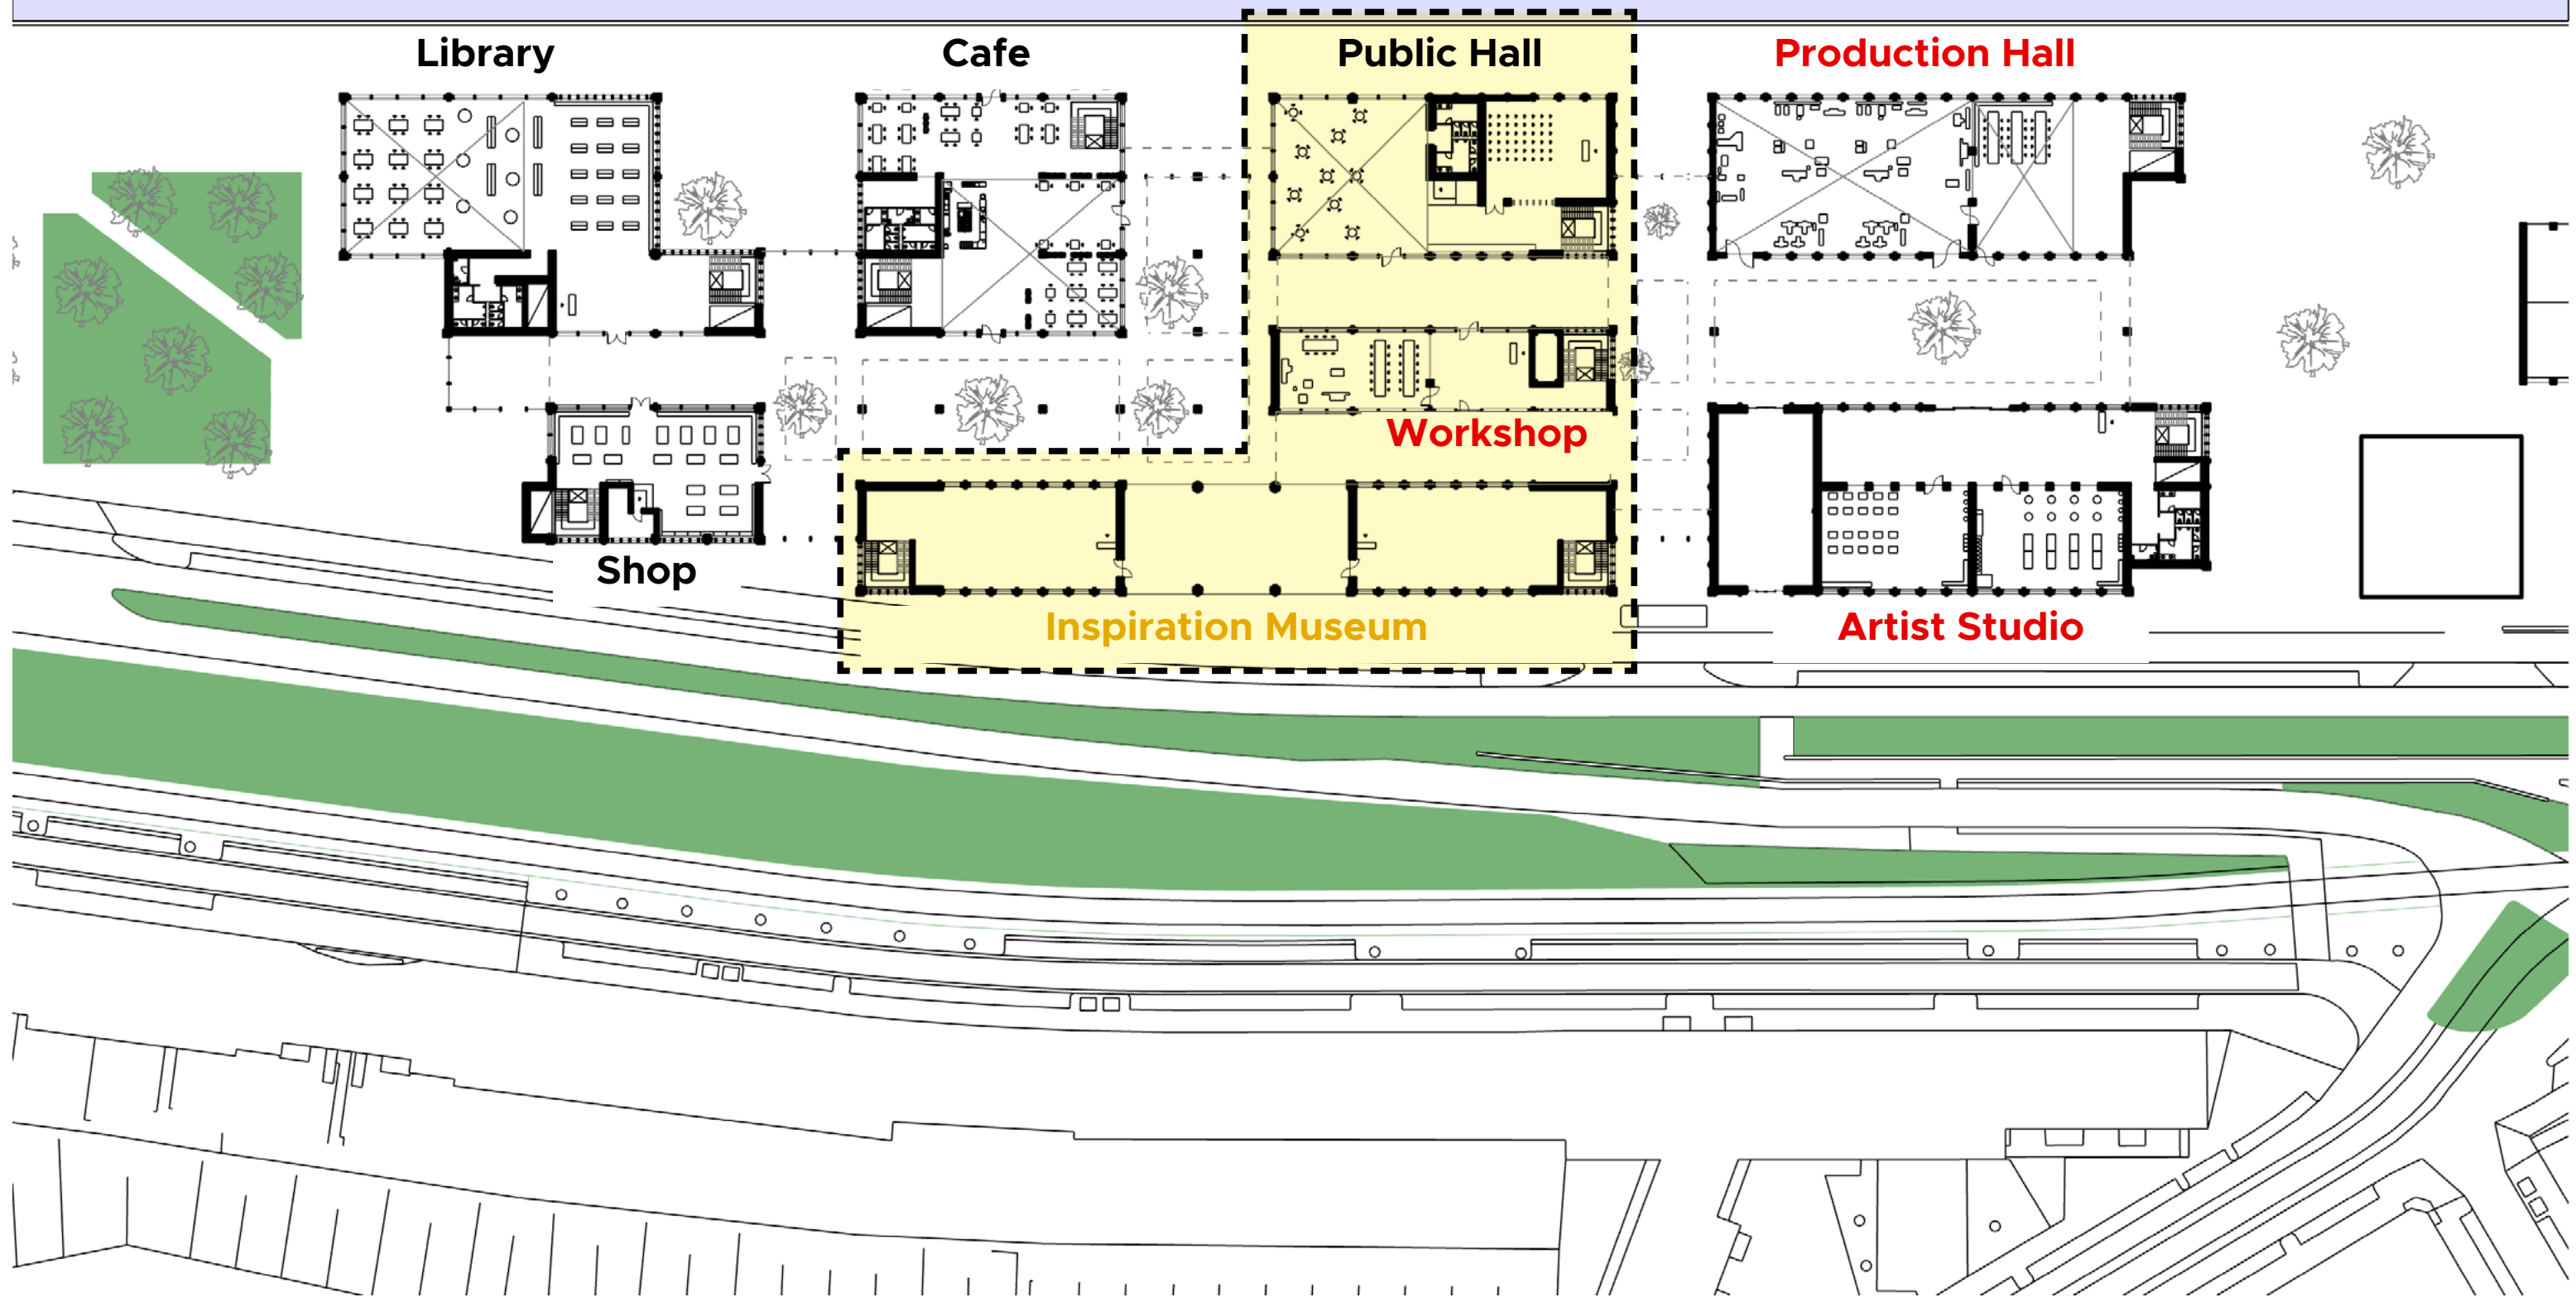 Library
Cafe
Public Hall
Production Hall
Workshop
Shop
Inspiration Museum
Artist Studio